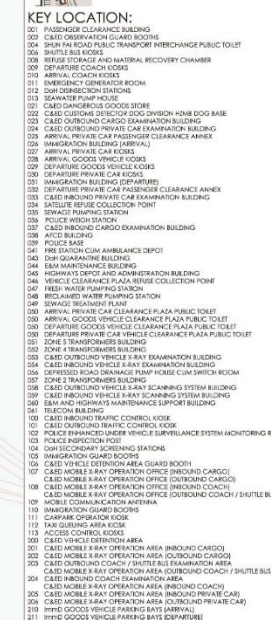 KEY LOCATION:
001 PASSENGER CLEARANCE BUILDING
002 C&ED OBSERVATION GUARD BOOTHS
004 SHUN FAI ROAD PUBLIC TRANSPORT INTERCHANGE PUBLIC TOILET
006 SHUTTLE BUS KIOSKS
008 REFUSE STORAGE AND MATERIAL RECOVERY CHAMBER
009 DEPARTURE COACH KIOSKS
010 ARRIVAL COACH KIOSKS
011 EMERGENCY GENERATOR ROOM
012 DoH DISINSECTION STATIONS
013 SEAWATER PUMP HOUSE
021 C&ED DANGEROUS GOODS STORE
022 C&ED CUSTOMS DETECTOR DOG DIVISION HZMB DOG BASE
023 C&ED OUTBOUND CARGO EXAMINATION BUILDING
024 C&ED OUTBOUND PRIVATE CAR EXAMINATION BUILDING
025 ARRIVAL PRIVATE CAR PASSENGER CLEARANCE ANNEX
026 IMMIGRATION BUILDING (ARRIVAL)
027 ARRIVAL PRIVATE CAR KIOSKS
028 ARRIVAL GOODS VEHICLE KIOSKS
029 DEPARTURE GOODS VEHICLE KIOSKS
030 DEPARTURE PRIVATE CAR KIOSKS
031 IMMIGRATION BUILDING (DEPARTURE)
032 DEPARTURE PRIVATE CAR PASSENGER CLEARANCE ANNEX
033 C&ED INBOUND PRIVATE CAR EXAMINATION BUILDING
034 SATELLITE REFUSE COLLECTION POINT
035 SEWAGE PUMPING STATION
036 POLICE WEIGH STATION
037 C&ED INBOUND CARGO EXAMINATION BUILDING
038 AFCD BUILDING
039 POLICE BASE
041 FIRE STATION CUM AMBULANCE DEPOT
043 DoH QUARANTINE BUILDING
044 E&M MAINTENANCE BUILDING
045 HIGHWAYS DEPOT AND ADMINISTRATION BUILDING
046 VEHICLE CLEARANCE PLAZA REFUSE COLLECTION POINT
047 FRESH WATER PUMPING STATION
048 RECLAIMED WATER PUMPING STATION
049 SEWAGE TREATMENT PLANT
050 ARRIVAL PRIVATE CAR VEHICLE CLEARANCE PLAZA PUBLIC TOILET
050 ARRIVAL GOODS VEHICLE CLEARANCE PLAZA PUBLIC TOILET
050 DEPARTURE GOODS VEHICLE CLEARANCE PLAZA PUBLIC TOILET
050 DEPARTURE PRIVATE CAR VEHICLE CLEARANCE PLAZA PUBLIC TOILET
051 ZONE 5 TRANSFORMERS BUILDING
052 ZONE 4 TRANSFORMERS BUILDING
053 C&ED OUTBOUND VEHICLE X-RAY EXAMINATION BUILDING
054 C&ED INBOUND VEHICLE X-RAY EXAMINATION BUILDING
056 DEPRESSED ROAD DRAINAGE PUMP HOUSE CUM SWITCH ROOM
057 ZONE 2 TRANSFORMERS BUILDING
058 C&ED OUTBOUND VEHICLE X-RAY SCANNING SYSTEM BUILDING
059 C&ED INBOUND VEHICLE X-RAY SCANNING SYSTEM BUILDING
060 E&M AND HIGHWAYS MAINTENANCE SUPPORT BUILDING
061 TELECOM BUILDING
100 C&ED INBOUND TRAFFIC CONTROL KIOSK
101 C&ED OUTBOUND TRAFFIC CONTROL KIOSK
102 POLICE ENHANCED UNDER VEHICLE SURVEILLANCE SYSTEM MONITORING R
103 POLICE INSPECTION POST
104 DoH SECONDARY SCREENING STATIONS
105 IMMIGRATION GUARD BOOTHS
106 C&ED VEHICLE DETENTION AREA GUARD BOOTH
107 C&ED MOBILE X-RAY OPERATION OFFICE (INBOUND CARGO)
C&ED MOBILE X-RAY OPERATION OFFICE (OUTBOUND CARGO)
108 C&ED MOBILE X-RAY OPERATION OFFICE (INBOUND COACH)
C&ED MOBILE X-RAY OPERATION OFFICE (OUTBOUND COACH / SHUTTLE BU
109 MOBILE COMMUNICATION ANTENNA
110 IMMIGRATION GUARD BOOTHS
111 CARPARK OPERATOR KIOSK
112 TAXI QUEUING AREA KIOSK
113 ACCESS CONTROL KIOSKS
200 C&ED VEHICLE DETENTION AREA
201 C&ED MOBILE X-RAY OPERATION AREA (INBOUND CARGO)
202 C&ED MOBILE X-RAY OPERATION AREA (OUTBOUND CARGO)
203 C&ED OUTBOUND COACH / SHUTTLE BUS EXAMINATION AREA
C&ED MOBILE X-RAY OPERATION AREA (OUTBOUND COACH / SHUTTLE BUS
204 C&ED INBOUND COACH EXAMINATION AREA
C&ED MOBILE X-RAY OPERATION AREA (INBOUND COACH)
205 C&ED MOBILE X-RAY OPERATION AREA (INBOUND PRIVATE CAR)
206 C&ED MOBILE X-RAY OPERATION AREA (OUTBOUND PRIVATE CAR)
210 ImmD GOODS VEHICLE PARKING BAYS (ARRIVAL)
211 ImmD GOODS VEHICLE PARKING BAYS (DEPARTURE)